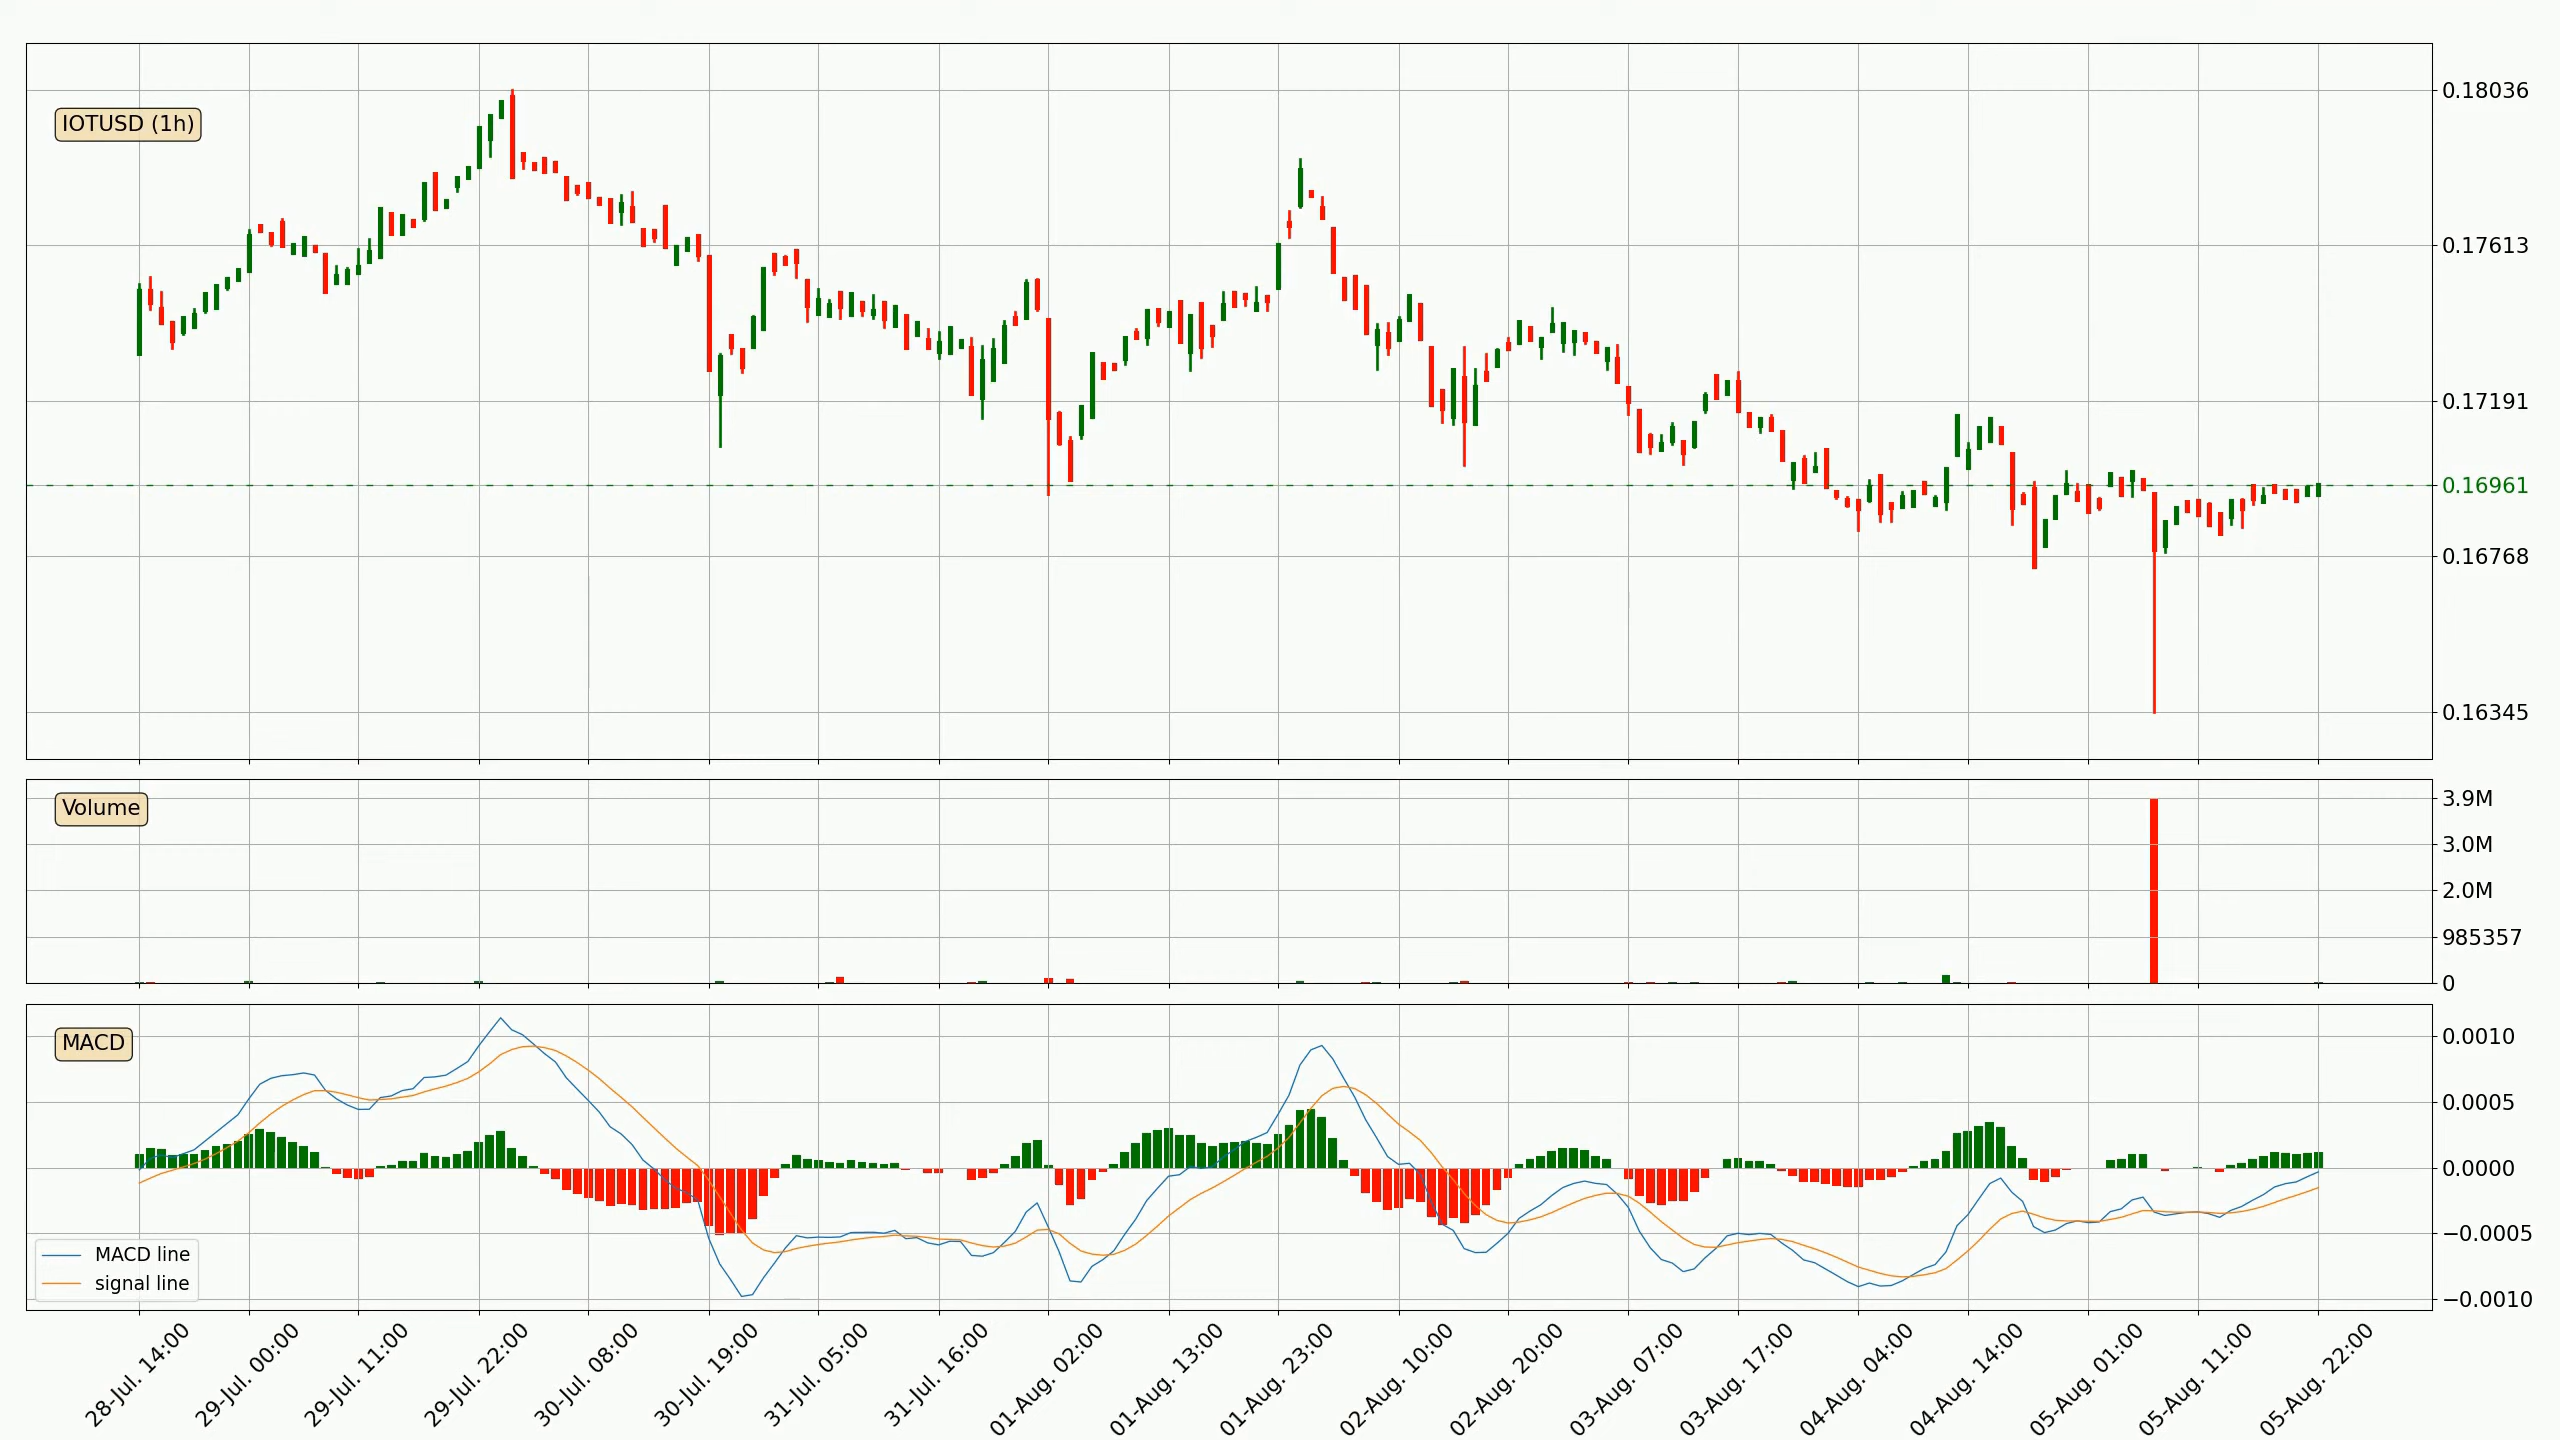 IOTUSD (1h)
0.18036
0.17613
0.17191
0.16961
0.16768
0.16345
Volume
3.9M
3.0M
2.0M
985357
0
MACD
0.0010
0.0005
0.0000
−0.0005
−0.0010
MACD line
signal line
28-Jul. 14:00
29-Jul. 00:00
29-Jul. 11:00
29-Jul. 22:00
30-Jul. 08:00
30-Jul. 19:00
31-Jul. 05:00
31-Jul. 16:00
01-Aug. 02:00
01-Aug. 13:00
01-Aug. 23:00
02-Aug. 10:00
02-Aug. 20:00
03-Aug. 07:00
03-Aug. 17:00
04-Aug. 04:00
04-Aug. 14:00
05-Aug. 01:00
05-Aug. 11:00
05-Aug. 22:00